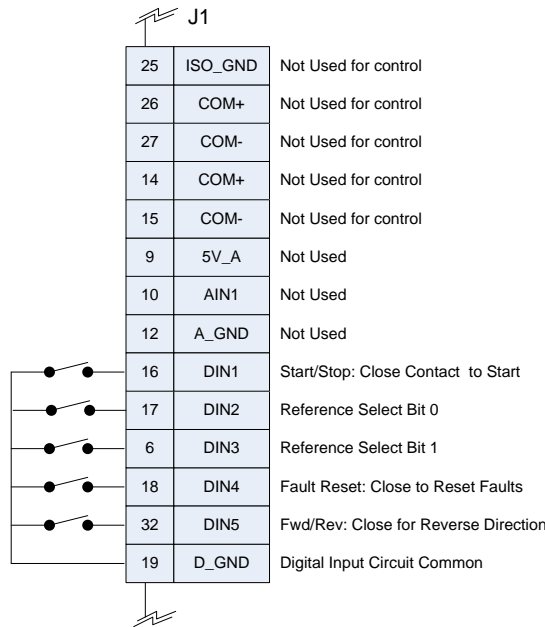 J1
25 ISO_GND Not Used for control
26 COM+ Not Used for control
27 COM- Not Used for control
14 COM+ Not Used for control
15 COM- Not Used for control
9 5V_A Not Used
10 AIN1 Not Used
12 A_GND Not Used
16 DIN1 Start/Stop: Close Contact to Start
17 DIN2 Reference Select Bit 0
6 DIN3 Reference Select Bit 1
18 DIN4 Fault Reset: Close to Reset Faults
32 DIN5 Fwd/Rev: Close for Reverse Direction
19 D_GND Digital Input Circuit Common